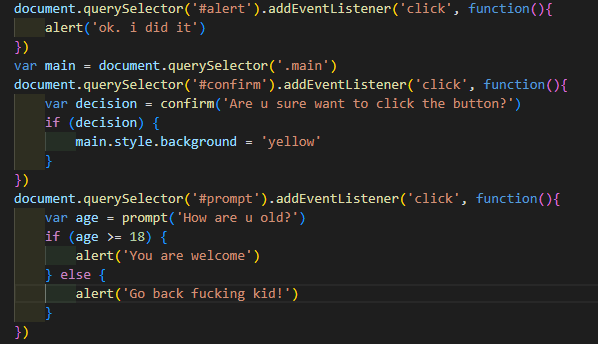 document.querySelector('#alert').addEventListener('click', function(){
    alert('ok. i did it')
})
var main = document.querySelector('.main')
document.querySelector('#confirm').addEventListener('click', function(){
    var decision = confirm('Are u sure want to click the button?')
    if (decision) {
        main.style.background = 'yellow'
    }
})
document.querySelector('#prompt').addEventListener('click', function(){
    var age = prompt('How are u old?')
    if (age >= 18) {
        alert('You are welcome')
    } else {
        alert('Go back fucking kid!')
    }
})